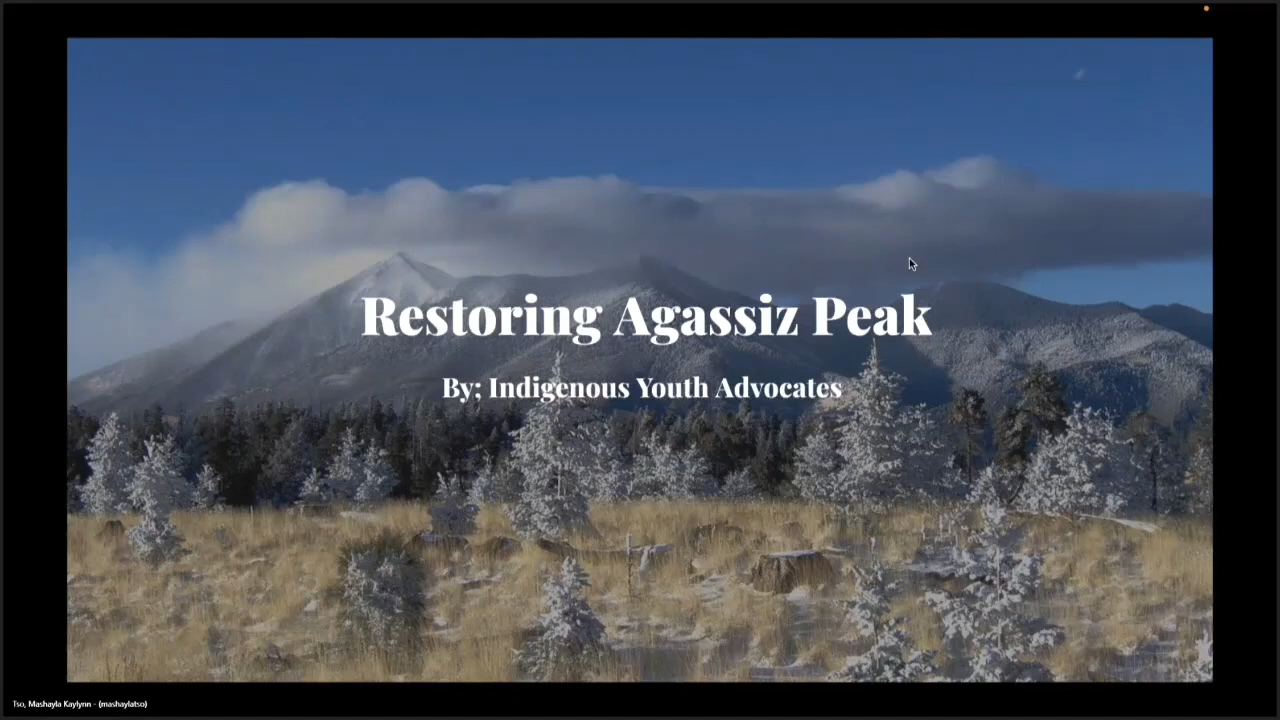 Restoring Agassiz Peak
By; Indigenous Youth Advocates
Tso, Mashayla Kaylynn - (mashaylatso)